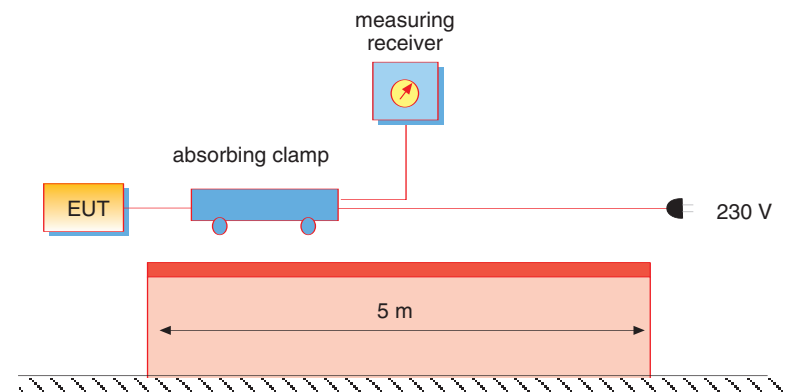 measuring
receiver
absorbing clamp
EUT
230 V
5 m